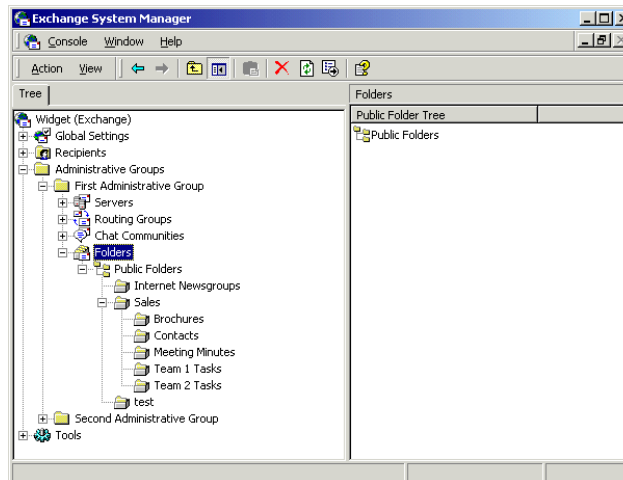 Exchange System Manager
Console Window Help
Action View
Tree
Folders
Widget (Exchange)
Global Settings
Recipients
Administrative Groups
First Administrative Group
Servers
Routing Groups
Chat Communities
Folders
Public Folders
Internet Newsgroups
Sales
Brochures
Contacts
Meeting Minutes
Team 1 Tasks
Team 2 Tasks
test
Second Administrative Group
Tools
Public Folder Tree
Public Folders